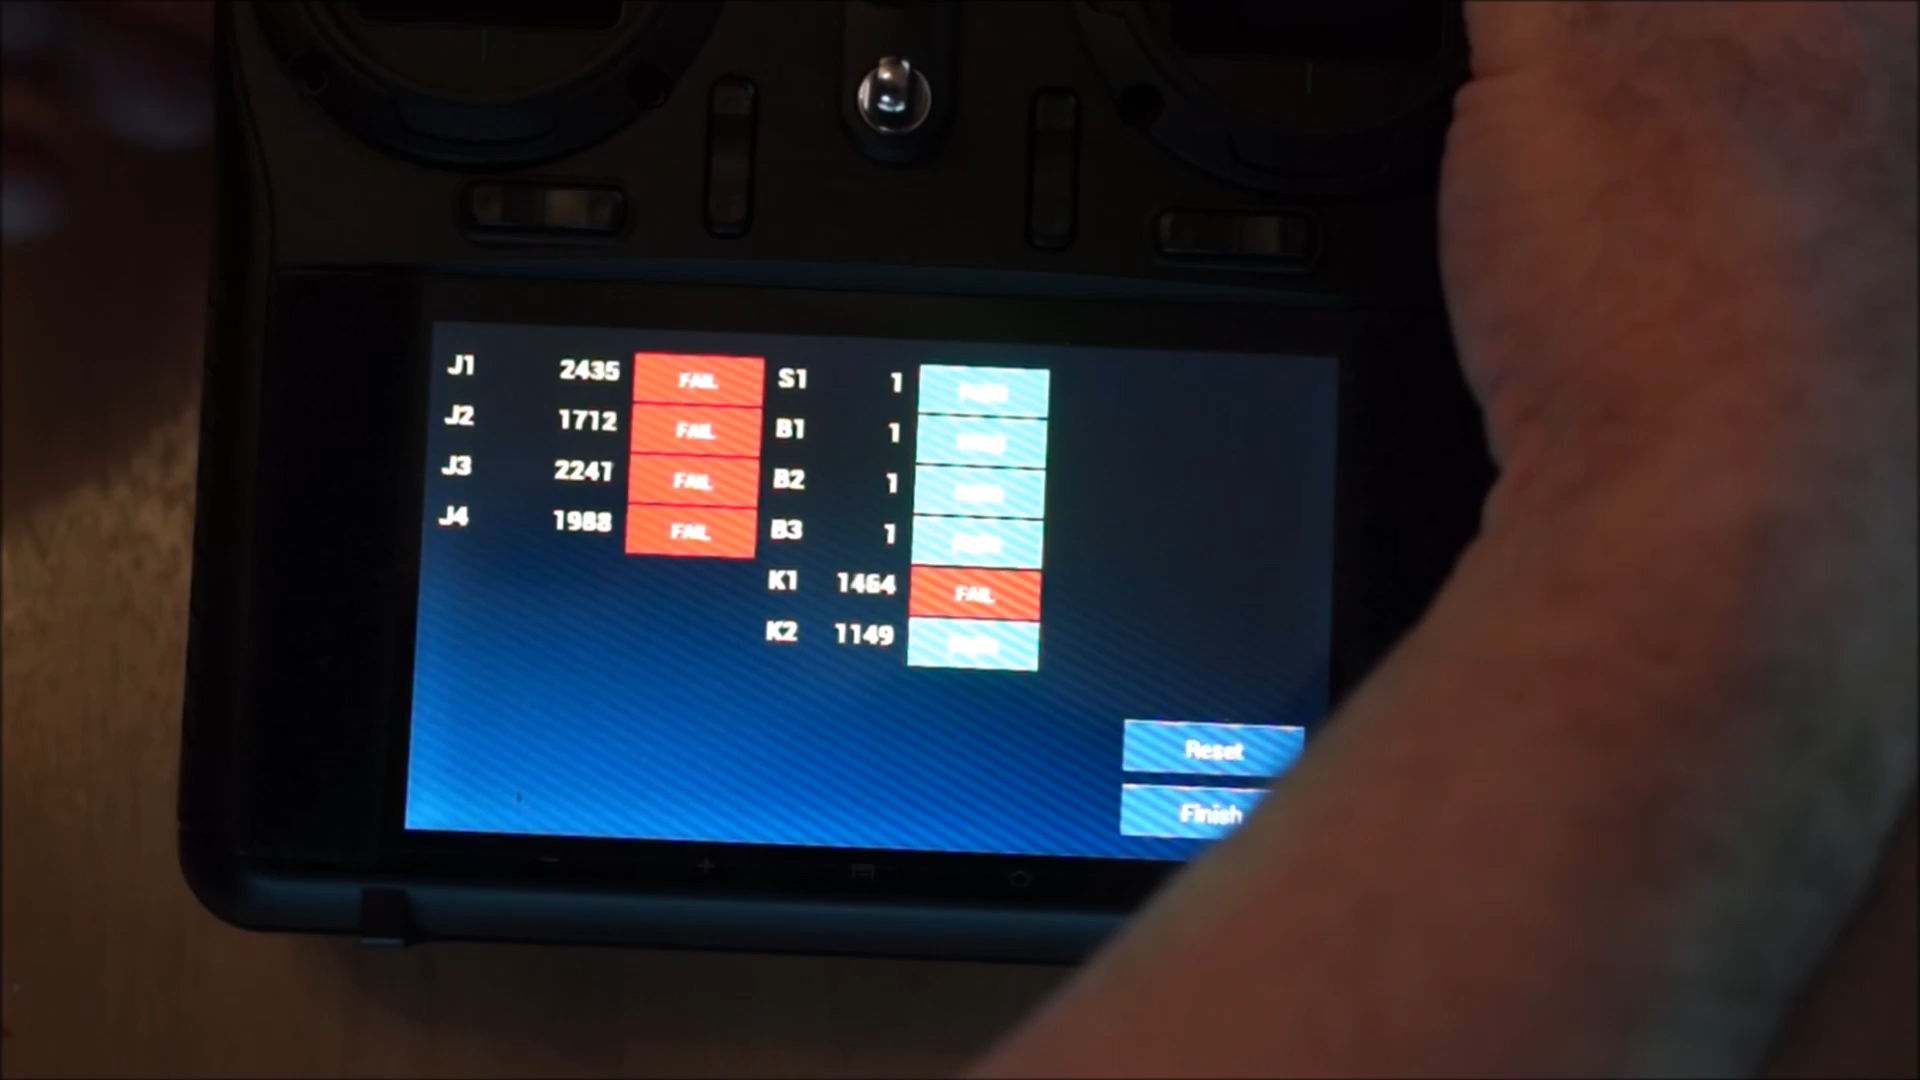 J1 2435 FAIL S1 1
J2 1712 FAIL B1 1
J3 2241 FAIL B2 1
J4 1988 FAIL B3 1
K1 1464 FAIL
K2 1149
Reset
Finish